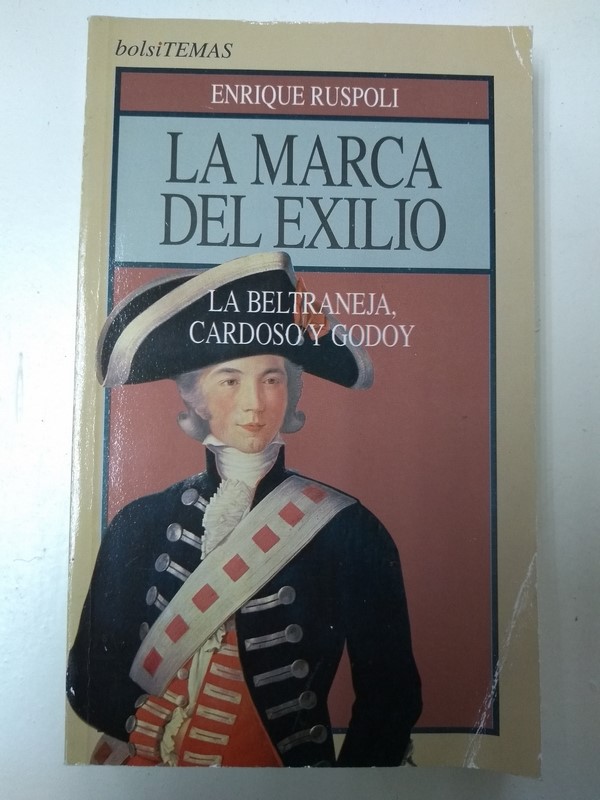 bolsiTEMAS
ENRIQUE RUSPOLI
LA MARCA
DEL EXILIO
LA BELTRANEJA,
CARDOSO Y GODOY